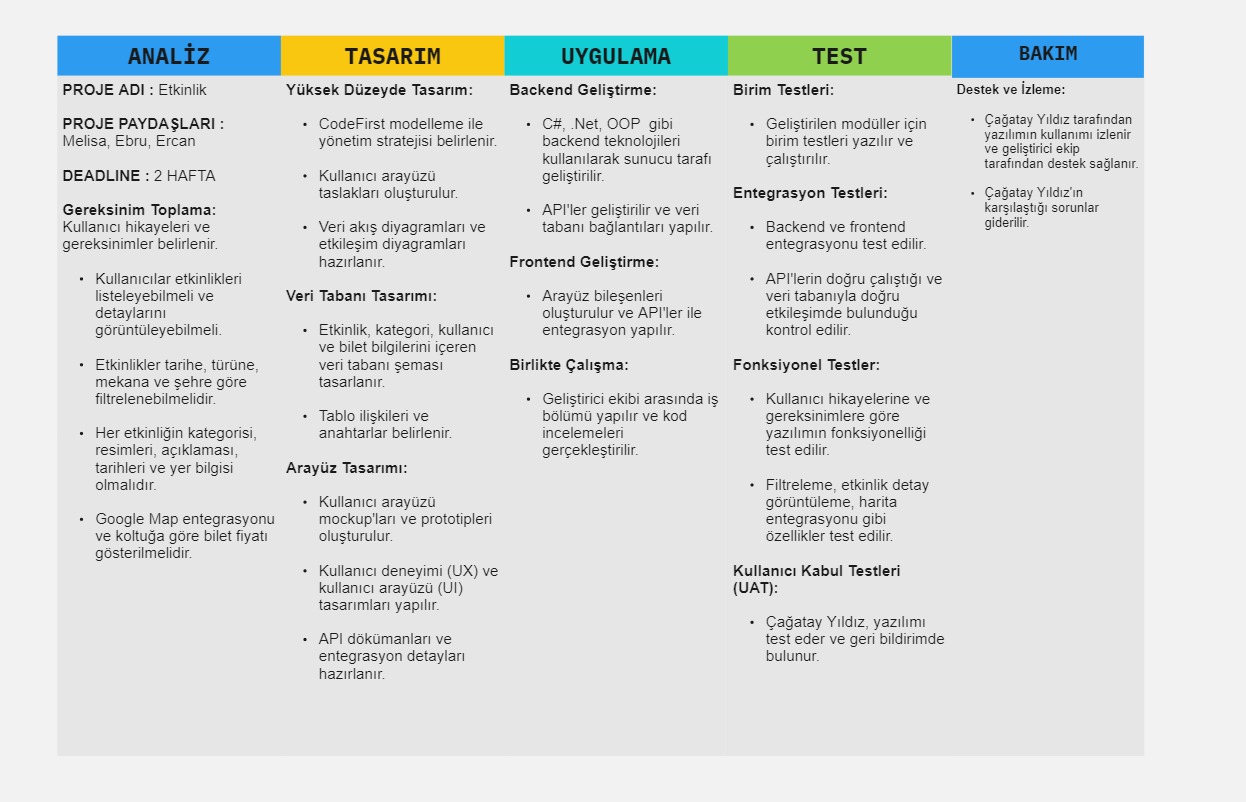 ANALİZ
PROJE ADI : Etkinlik
PROJE PAYDAŞLARI :
Melisa, Ebru, Ercan
DEADLINE : 2 HAFTA
Gereksinim Toplama:
Kullanıcı hikayeleri ve
gereksinimler belirlenir.
• Kullanıcılar etkinlikleri
listeleyebilmeli ve
detaylarını
görüntüleyebilmeli.
• Etkinlikler tarihe, türüne,
mekana ve şehre göre
filtrelenebilmelidir.
• Her etkinliğin kategorisi,
resimleri, açıklaması,
tarihleri ve yer bilgisi
olmalıdır.
• Google Map entegrasyonu
ve koltuğa göre bilet fiyatı
gösterilmelidir.
TASARIM
Yüksek Düzeyde Tasarım:
• CodeFirst modelleme ile
yönetim stratejisi belirlenir.
• Kullanıcı arayüzü
taslakları oluşturulur.
• Veri akış diyagramları ve
etkileşim diyagramları
hazırlanır.
Veri Tabanı Tasarımı:
• Etkinlik, kategori, kullanıcı
ve bilet bilgilerini içeren
veri tabanı şeması
tasarlanır.
• Tablo ilişkileri ve
anahtarlar belirlenir.
Arayüz Tasarımı:
• Kullanıcı arayüzü
mockup'ları ve prototipleri
oluşturulur.
• Kullanıcı deneyimi (UX) ve
kullanıcı arayüzü (UI)
tasarımları yapılır.
• API dökümanları ve
entegrasyon detayları
hazırlanır.
UYGULAMA
Backend Geliştirme:
• C#, .Net, OOP gibi
backend teknolojileri
kullanılarak sunucu tarafı
geliştirilir.
• API'ler geliştirilir ve veri
tabanı bağlantıları yapılır.
Frontend Geliştirme:
• Arayüz bileşenleri
oluşturulur ve API'ler ile
entegrasyon yapılır.
Birlikte Çalışma:
• Geliştirici ekibi arasında iş
bölümü yapılır ve kod
incelemeleri
gerçekleştirilir.
TEST
Birim Testleri:
• Geliştirilen modüller için
birim testleri yazılır ve
çalıştırılır.
Entegrasyon Testleri:
• Backend ve frontend
entegrasyonu test edilir.
• API'lerin doğru çalıştığı ve
veri tabanıyla doğru
etkileşimde bulunduğu
kontrol edilir.
Fonksiyonel Testler:
• Kullanıcı hikayelerine ve
gereksinimlere göre
yazılımın fonksiyonelliği
test edilir.
• Filtreleme, etkinlik detay
görüntüleme, harita
entegrasyonu gibi
özellikler test edilir.
Kullanıcı Kabul Testleri
(UAT):
• Çağatay Yıldız, yazılımı
test eder ve geri bildirimde
bulunur.
BAKIM
Destek ve İzleme:
• Çağatay Yıldız tarafından
yazılımın kullanımı izlenir
ve geliştirici ekip
tarafından destek sağlanır.
• Çağatay Yıldız'ın
karşılaştığı sorunlar
giderilir.